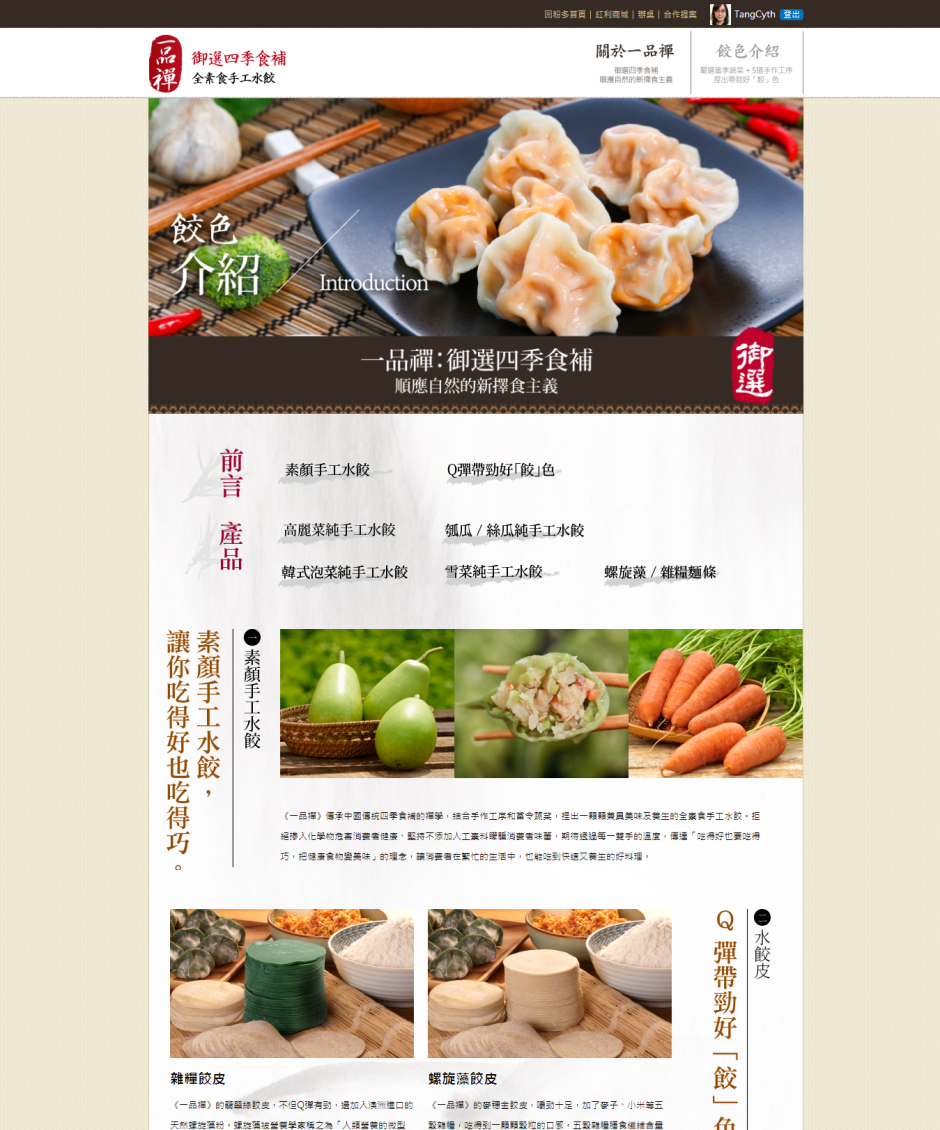 回粉多首頁 | 紅利商城 | 辦桌 | 合作提案
TangCyth 登出
一品禪
御選四季食補
全素食手工水餃
關於一品禪
御選四季食補
順應自然的新擇食主義
餃色介紹
嚴選當季蔬菜 + 5道手作工序
捏出帶勁好「餃」色
餃色
介紹
Introduction
一品禪:御選四季食補
順應自然的新擇食主義
御選
前言
素顏手工水餃
Q彈帶勁好「餃」色
產品
高麗菜純手工水餃
瓠瓜 / 絲瓜純手工水餃
韓式泡菜純手工水餃
雪菜純手工水餃
螺旋藻 / 雜糧麵條
一 素顏手工水餃
素顏手工水餃，
讓你吃得好也吃得巧。
《一品禪》傳承中國傳統四季食補的禪學，結合手作工序和當令蔬菜，捏出一顆顆兼具美味及養生的全素食手工水餃。拒
絕摻入化學物危害消費者健康、堅持不添加人工素料矇騙消費者味蕾，期待透過每一雙手的溫度，傳達「吃得好也要吃得
巧，把健康食物變美味」的理念，讓消費者在繁忙的生活中，也能吃到快速又養生的好料理。
二 水餃皮
Q彈帶勁好「餃」色
雜糧餃皮
《一品禪》的翡翠綠餃皮，不但Q彈有勁，還加入澳洲進口的
天然螺旋藻粉。螺旋藻被營養學家稱之為「人類營養的微型
螺旋藻餃皮
《一品禪》的麥穗金餃皮，嚼勁十足，加了麥子、小米等五
穀雜糧，吃得到一顆顆穀粒的口感。五穀雜糧膳食纖維含量